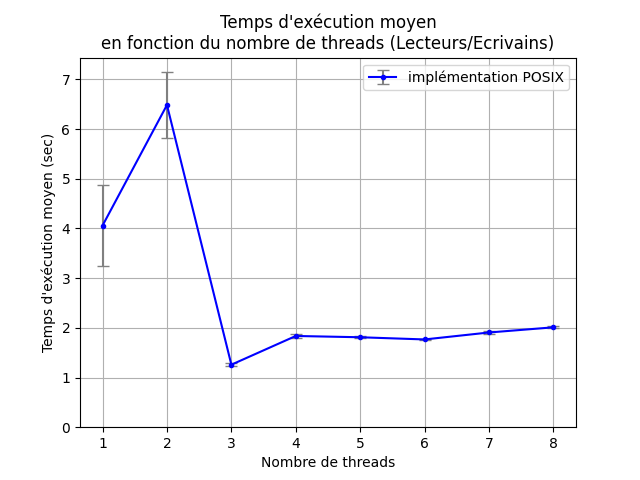 Temps d'exécution moyen
en fonction du nombre de threads (Lecteurs/Ecrivains)
implémentation POSIX
Temps d'exécution moyen (sec)
7
6
5
4
3
2
1
0
1 2 3 4 5 6 7 8
Nombre de threads